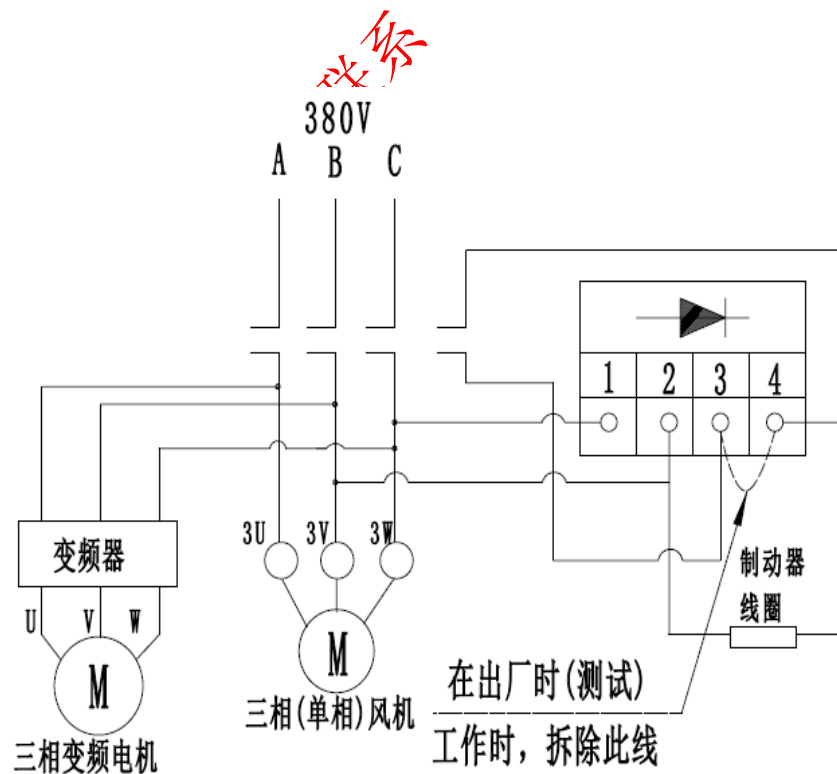 联系
380V
A B C
1 2 3 4
3U 3V 3W
变频器
U V W
M
三相变频电机
M
三相(单相)风机
制动器
线圈
在出厂时(测试)
工作时，拆除此线